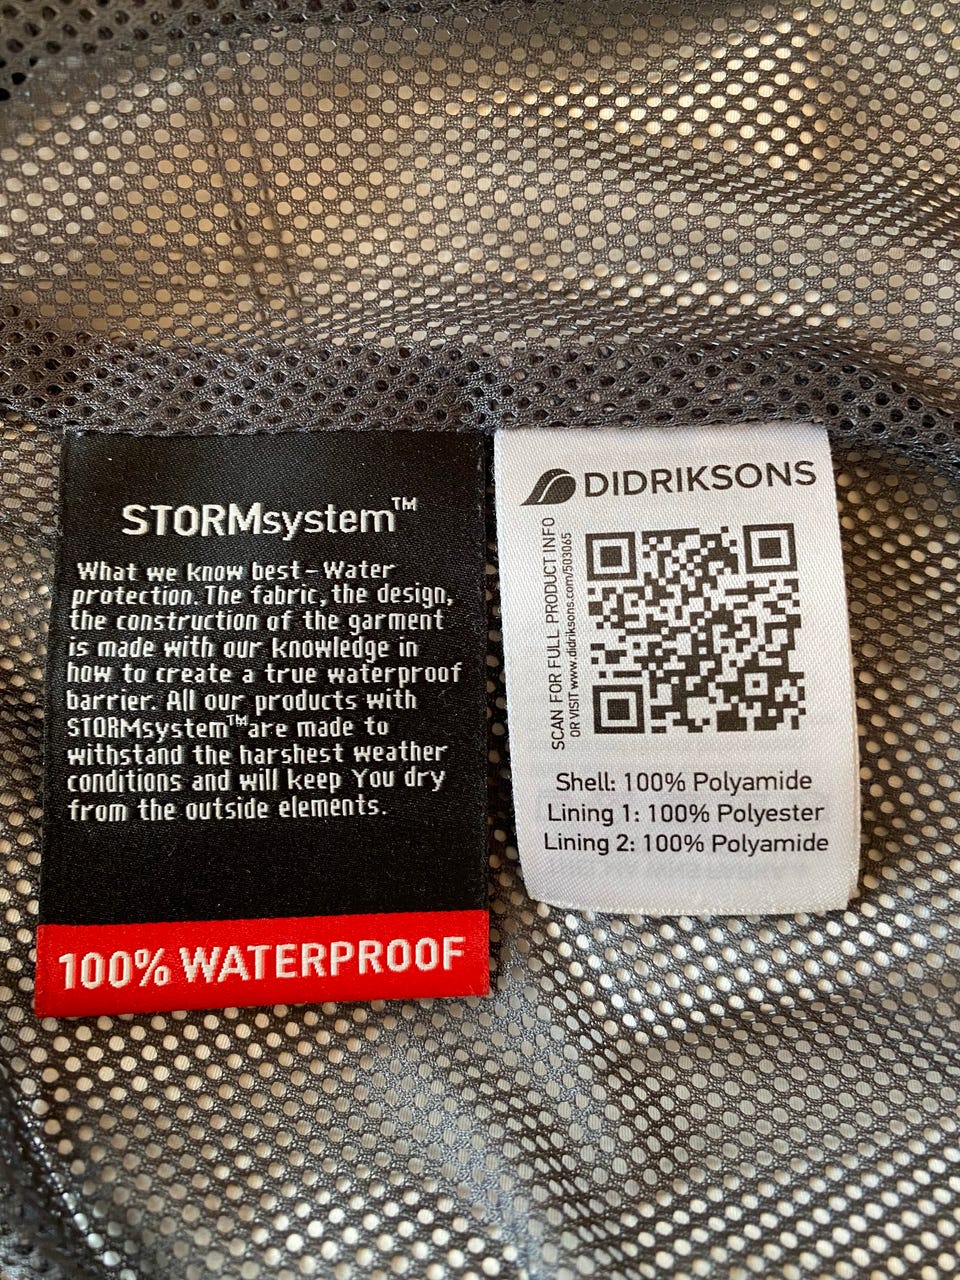 STORMsystem™
What we know best – Water
protection. The fabric, the design,
the construction of the garment
is made with our knowledge in
how to create a true waterproof
barrier. All our products with
STORMsystem™are made to
withstand the harshest weather
conditions and will keep You dry
from the outside elements.
100% WATERPROOF
DIDRIKSONS
SCAN FOR FULL PRODUCT INFO
OR VISIT www.didriksons.com/503065
Shell: 100% Polyamide
Lining 1: 100% Polyester
Lining 2: 100% Polyamide